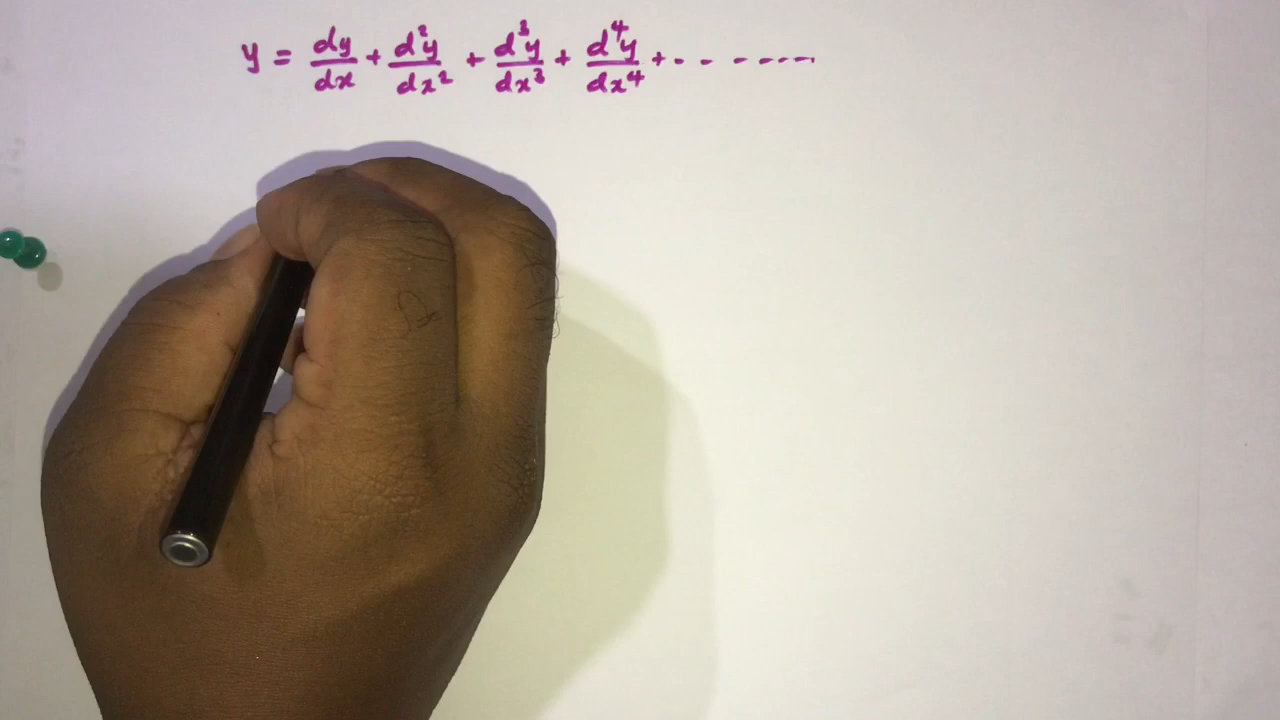 y = dy/dx + d²y/dx² + d³y/dx³ + d⁴y/dx⁴ + - - - - - - -